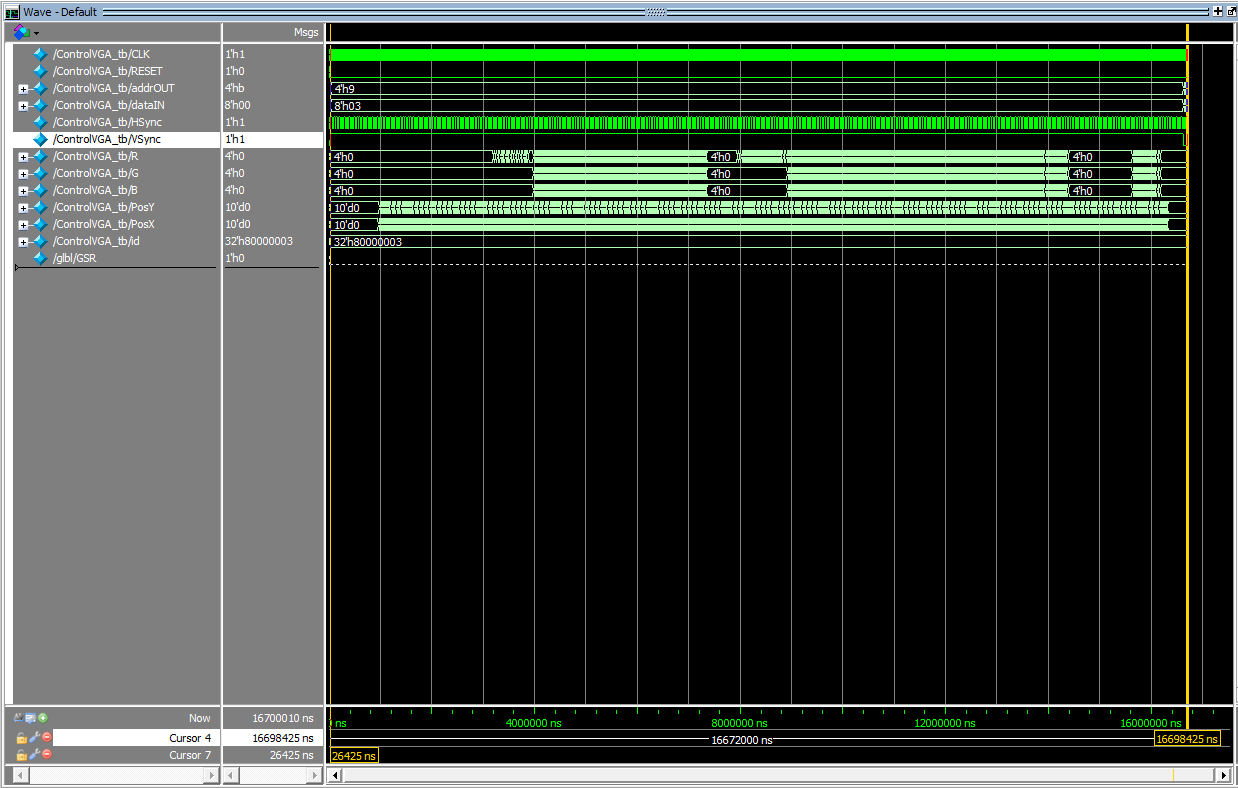 Wave - Default
Msgs
/ControlVGA_tb/CLK 1'h1
/ControlVGA_tb/RESET 1'h0
/ControlVGA_tb/addrOUT 4'hb 4'h9
/ControlVGA_tb/dataIN 8'h00 8'h03
/ControlVGA_tb/HSync 1'h1
/ControlVGA_tb/VSync 1'h1
/ControlVGA_tb/R 4'h0 4'h0 4'h0 4'h0
/ControlVGA_tb/G 4'h0 4'h0 4'h0 4'h0
/ControlVGA_tb/B 4'h0 4'h0 4'h0 4'h0
/ControlVGA_tb/PosY 10'd0 10'd0
/ControlVGA_tb/PosX 10'd0 10'd0
/ControlVGA_tb/id 32'h80000003 32'h80000003
/glbl/GSR 1'h0
Now 16700010 ns ns 4000000 ns 8000000 ns 12000000 ns 16000000 ns
Cursor 4 16698425 ns 16672000 ns 16698425 ns
Cursor 7 26425 ns 26425 ns